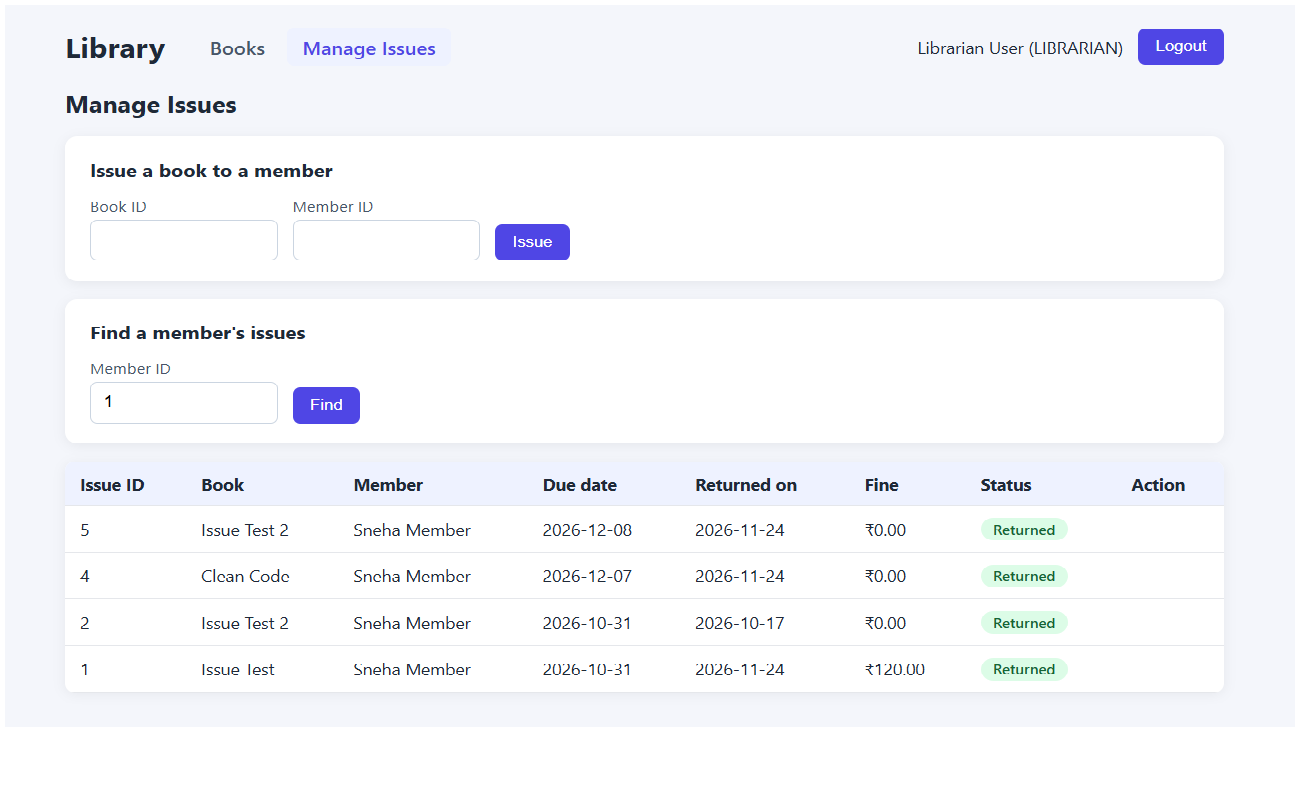 Library Books Manage Issues Librarian User (LIBRARIAN) Logout
Manage Issues
Issue a book to a member
Book ID Member ID
Issue
Find a member's issues
Member ID
1 Find
Issue ID Book Member Due date Returned on Fine Status Action
5 Issue Test 2 Sneha Member 2026-12-08 2026-11-24 ₹0.00 Returned
4 Clean Code Sneha Member 2026-12-07 2026-11-24 ₹0.00 Returned
2 Issue Test 2 Sneha Member 2026-10-31 2026-10-17 ₹0.00 Returned
1 Issue Test Sneha Member 2026-10-31 2026-11-24 ₹120.00 Returned